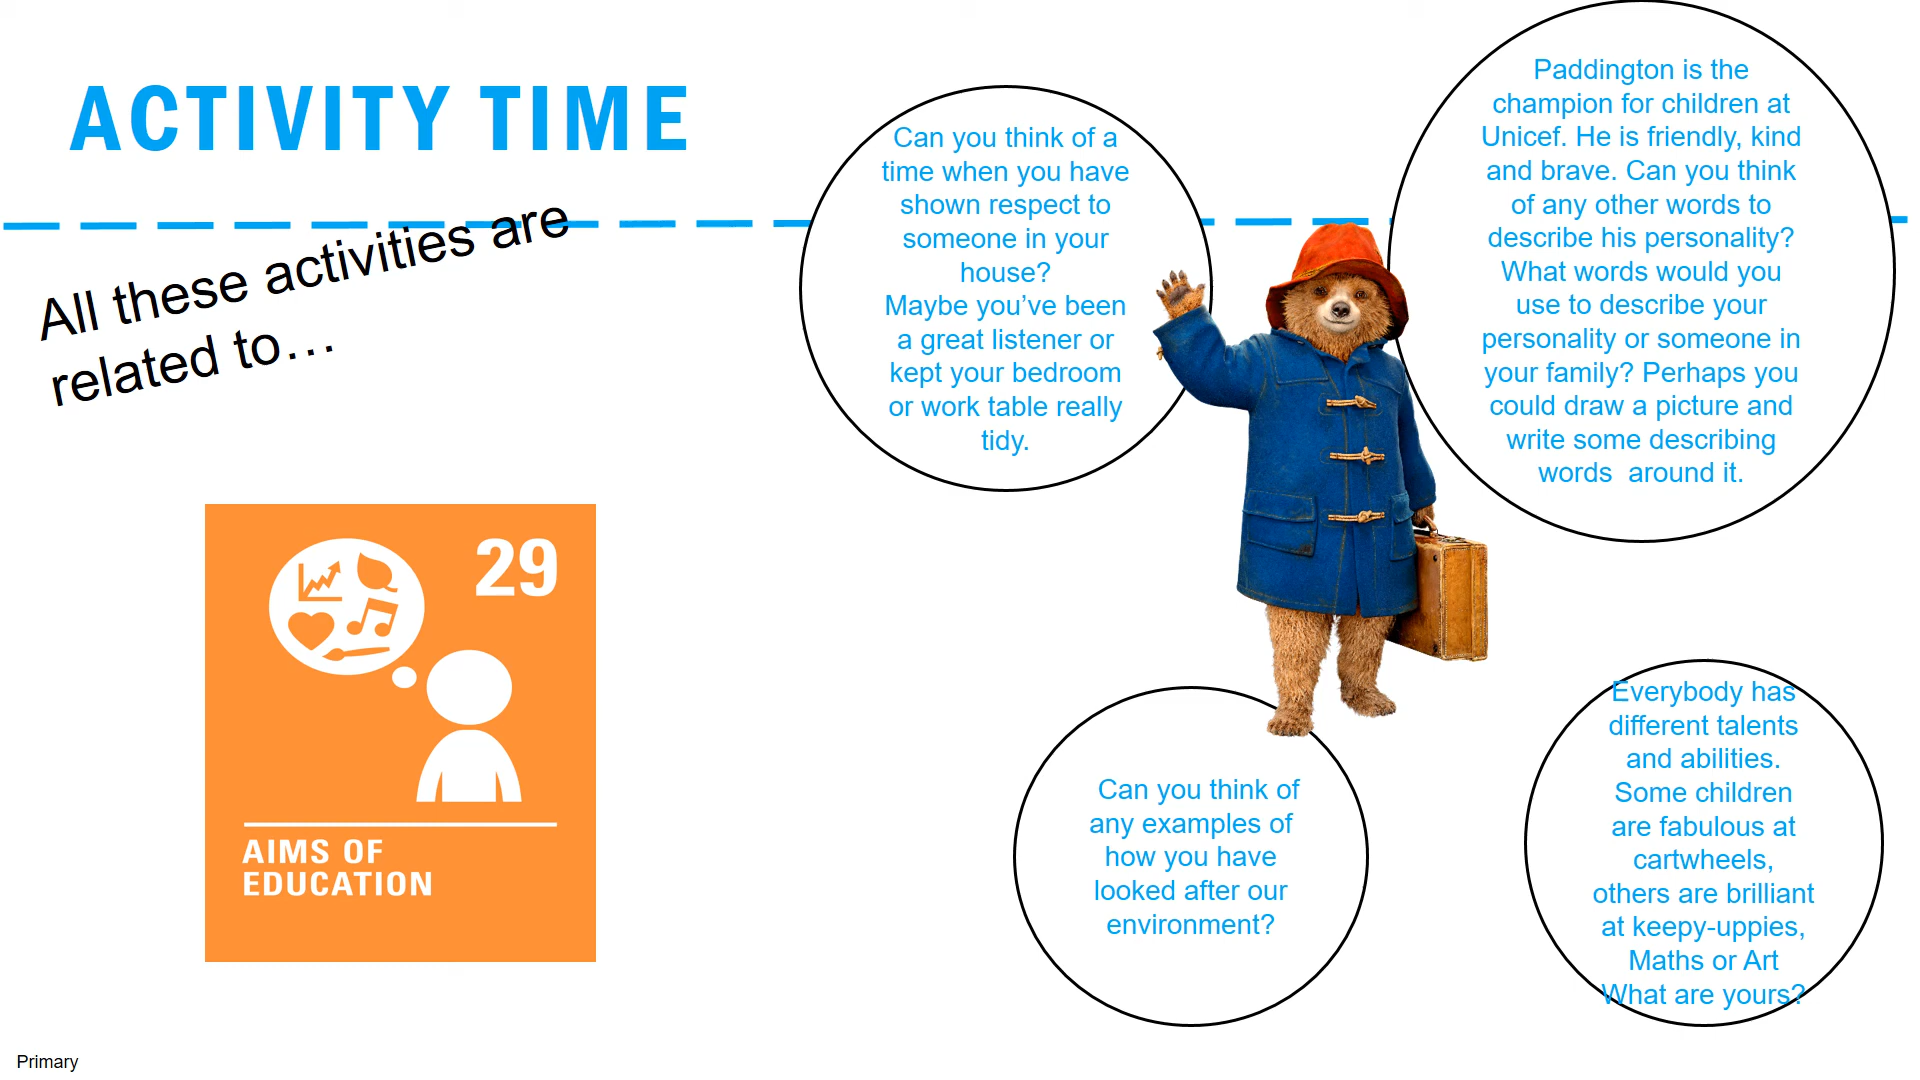 ACTIVITY TIME
All these activities are
related to…
29
AIMS OF
EDUCATION
Can you think of a
time when you have
shown respect to
someone in your
house?
Maybe you’ve been
a great listener or
kept your bedroom
or work table really
tidy.
Paddington is the
champion for children at
Unicef. He is friendly, kind
and brave. Can you think
of any other words to
describe his personality?
What words would you
use to describe your
personality or someone in
your family? Perhaps you
could draw a picture and
write some describing
words  around it.
Can you think of
any examples of
how you have
looked after our
environment?
Everybody has
different talents
and abilities.
Some children
are fabulous at
cartwheels,
others are brilliant
at keepy-uppies,
Maths or Art
What are yours?
Primary